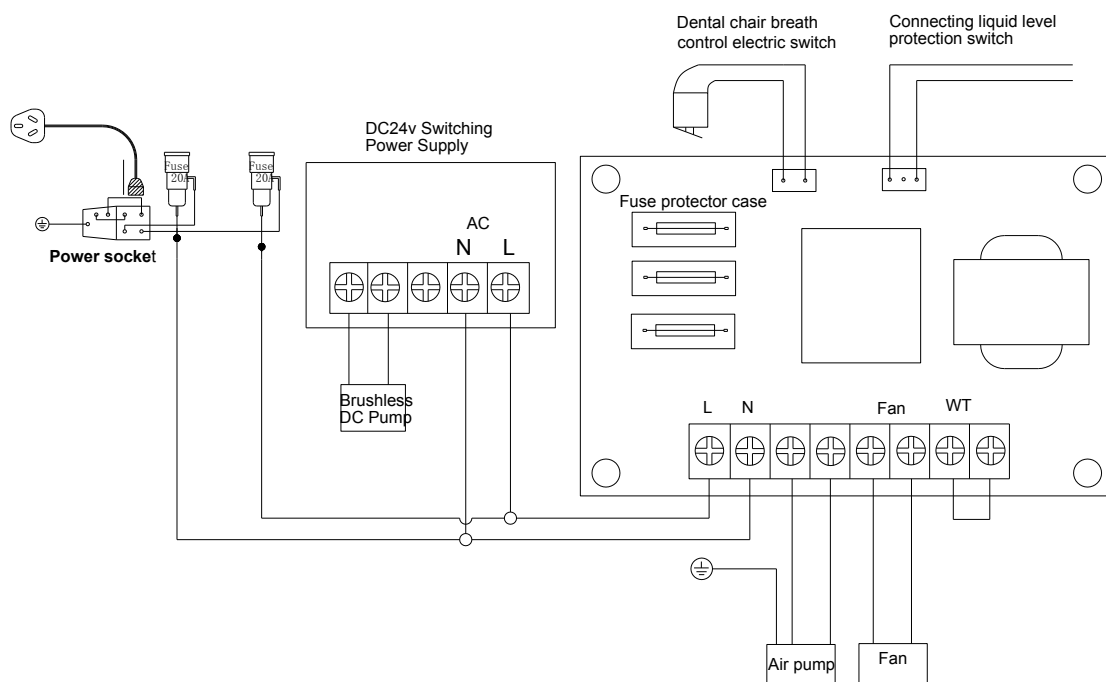 Dental chair breath
control electric switch
Connecting liquid level
protection switch
DC24v Switching
Power Supply
Fuse
20A
Fuse
20A
Fuse protector case
Power socket
AC
N L
Brushless
DC Pump
L N Fan WT
Air pump
Fan